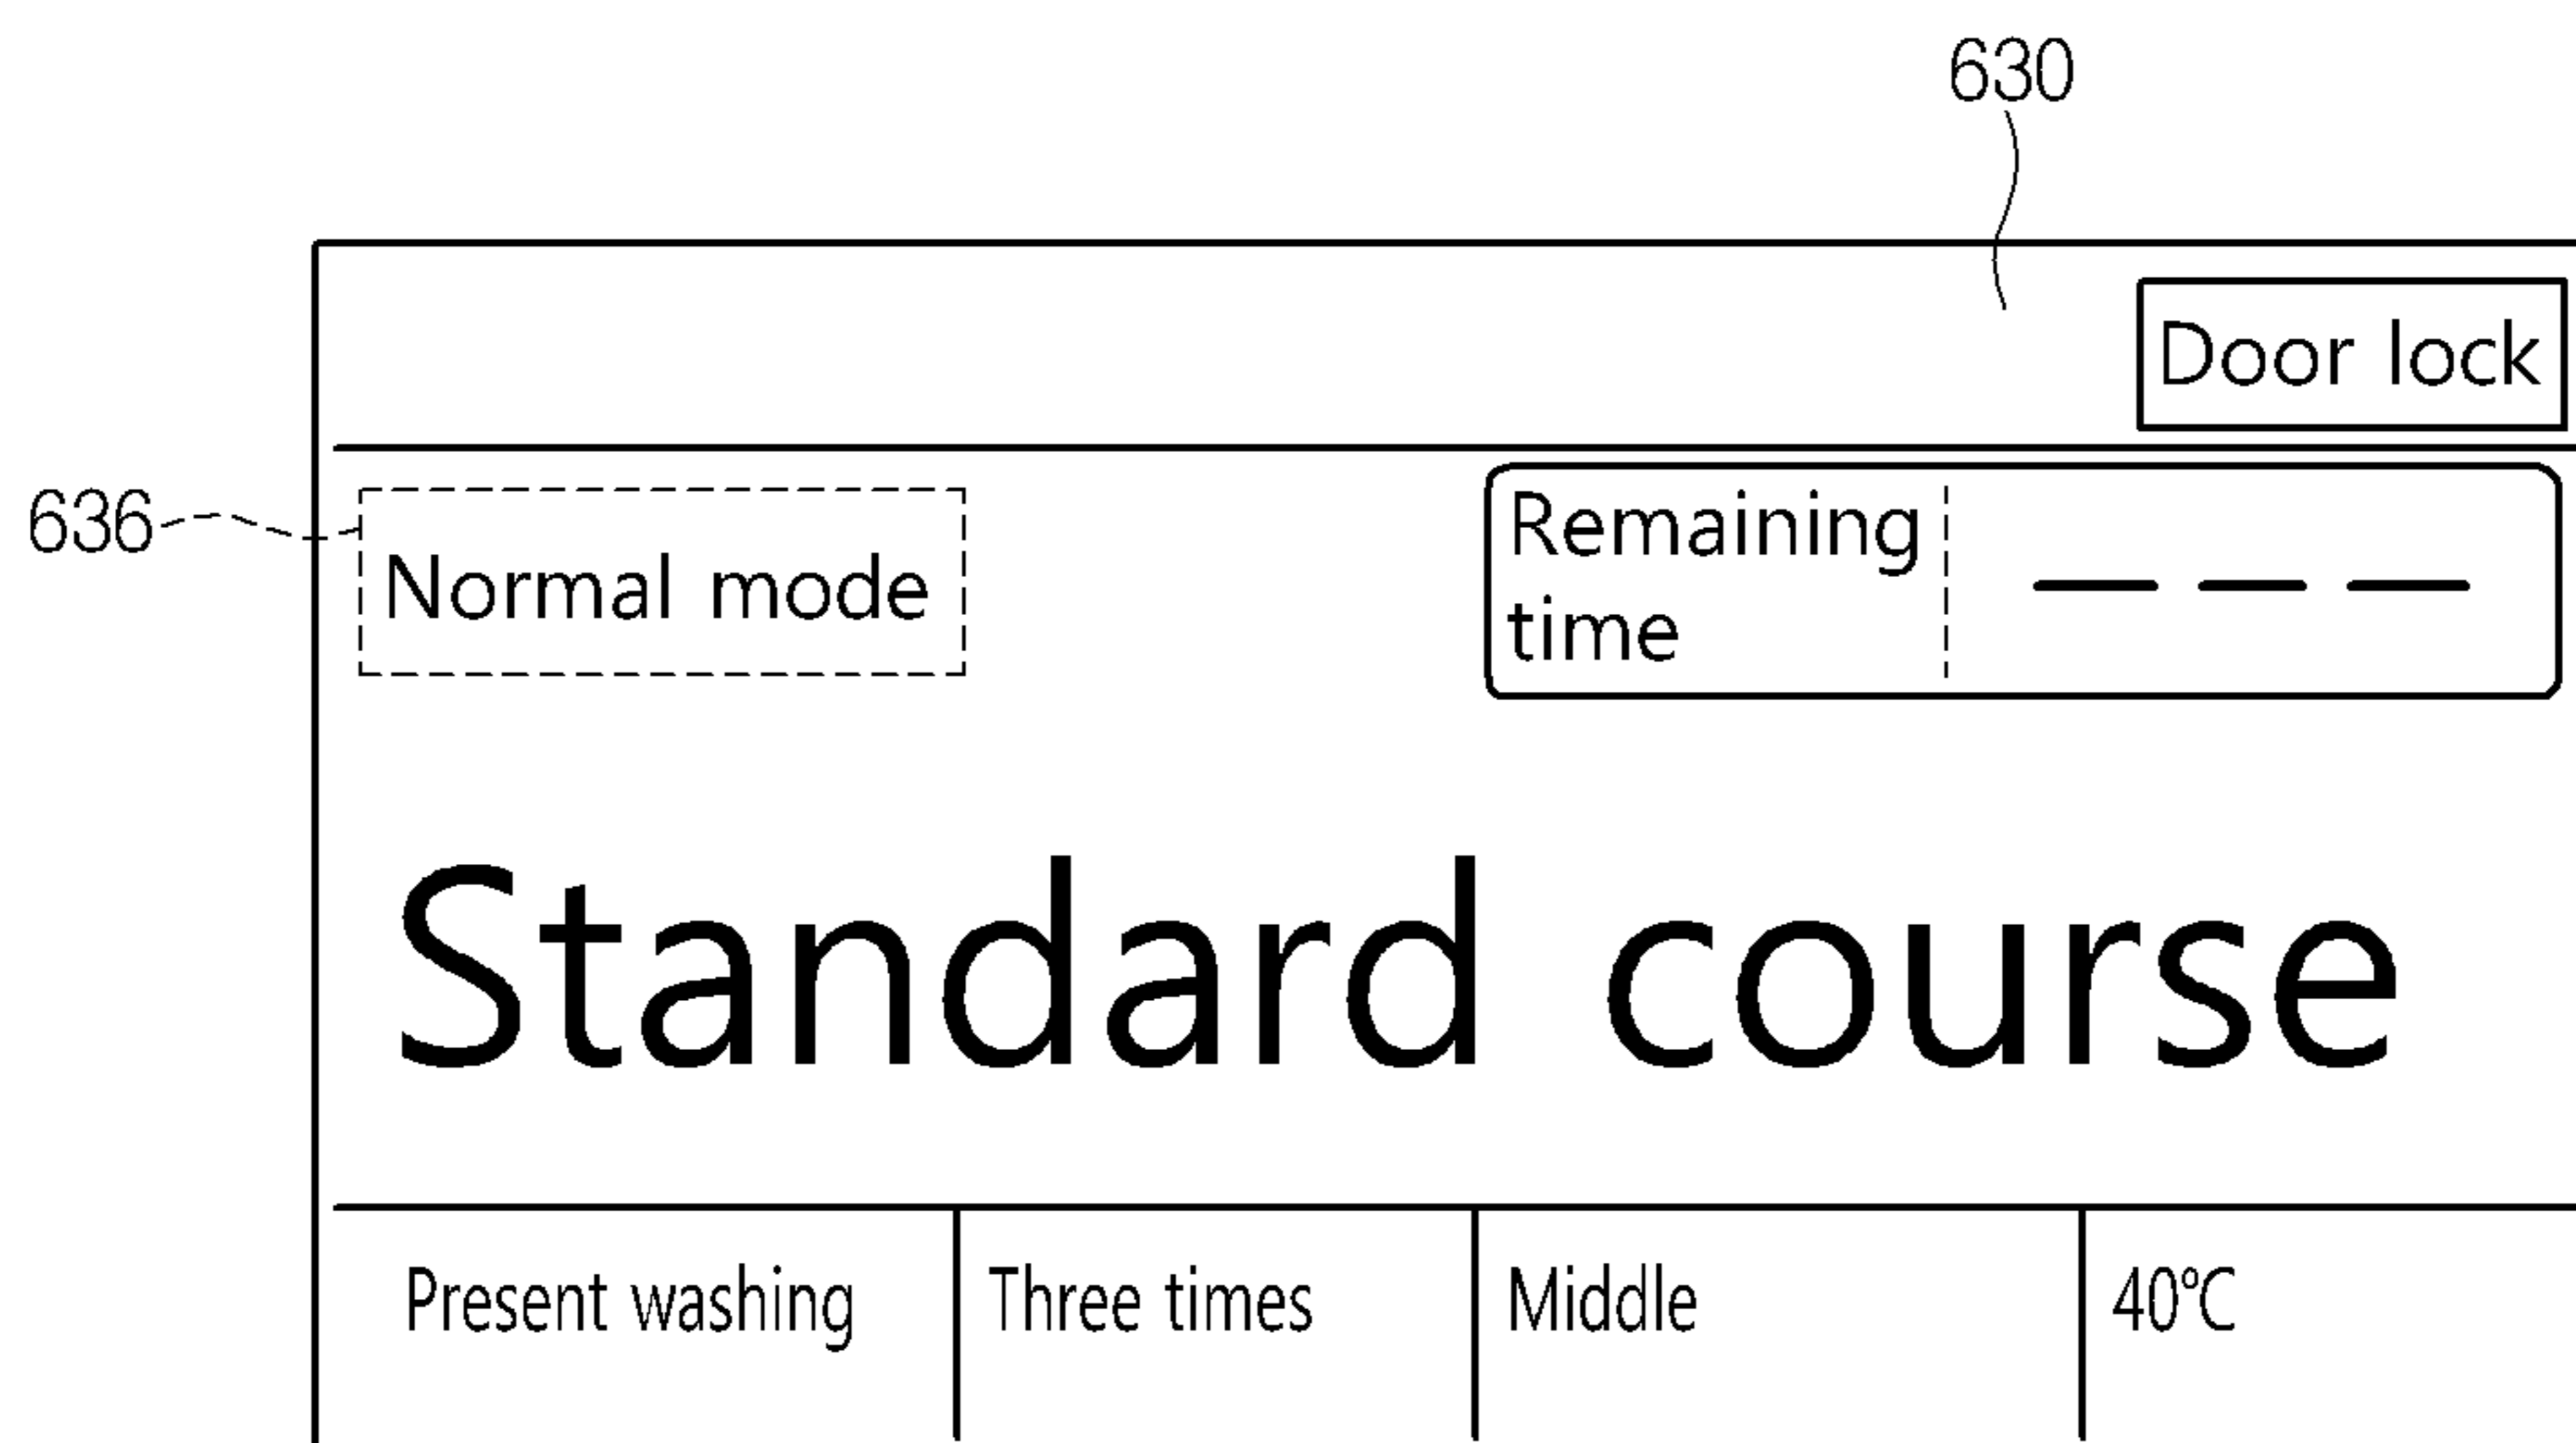 630
Door lock
636
Normal mode
Remaining
time
Standard course
Present washing
Three times
Middle
40℃